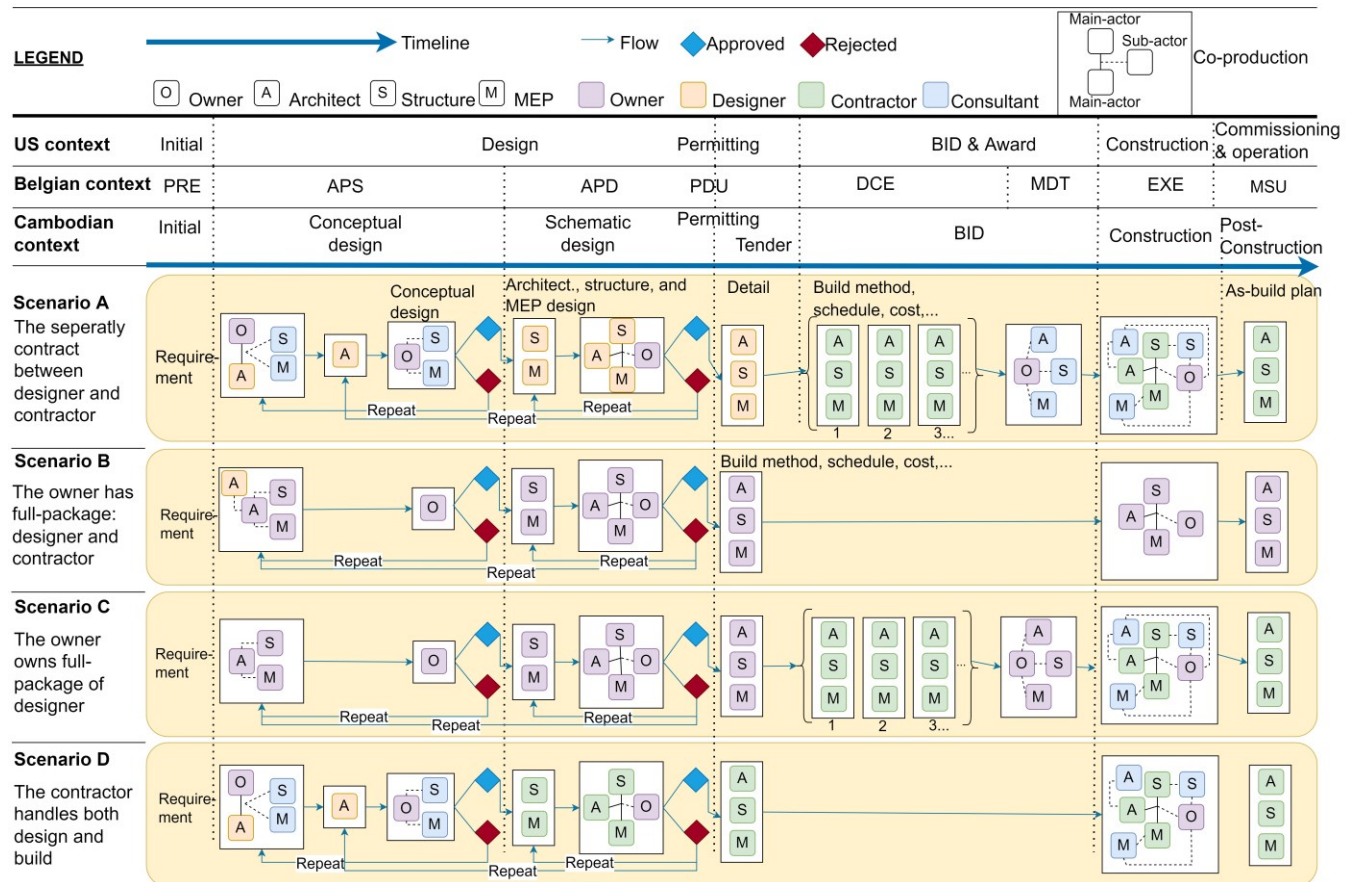 LEGEND
Timeline
Flow
Approved
Rejected
Main-actor
Sub-actor
Main-actor
Co-production
O Owner
A Architect
S Structure
M MEP
Owner
Designer
Contractor
Consultant
US context
Initial
Design
Permitting
BID & Award
Construction
Commissioning
& operation
Belgian context
PRE
APS
APD
PDU
DCE
MDT
EXE
MSU
Cambodian
context
Initial
Conceptual
design
Schematic
design
Permitting
Tender
BID
Construction
Post-
Construction
Scenario A
The seperatly
contract
between
designer and
contractor
Require-
ment
O
A
S
M
A
Conceptual
design
O
S
M
Architect., structure, and
MEP design
S
M
S
A
O
M
Repeat
Repeat
Repeat
Detail
A
S
M
Build method,
schedule, cost,...
A
S
M
1
A
S
M
2
A
S
M
3...
...
A
O
S
M
A
S
S
A
O
M
M
As-build plan
A
S
M
Scenario B
The owner has
full-package:
designer and
contractor
Require-
ment
A
A
S
M
O
S
M
S
A
O
M
Repeat
Repeat
Repeat
Build method, schedule, cost,...
A
S
M
S
A
O
M
A
S
M
Scenario C
The owner
owns full-
package of
designer
Require-
ment
A
S
M
O
S
M
S
A
O
M
Repeat
Repeat
Repeat
A
S
M
A
S
M
1
A
S
M
2
A
S
M
3...
...
A
O
S
M
A
S
S
A
O
M
M
A
S
M
Scenario D
The contractor
handles both
design and
build
Require-
ment
O
A
S
M
A
O
S
M
S
M
S
A
O
M
Repeat
Repeat
Repeat
A
S
M
A
S
S
A
O
M
M
A
S
M